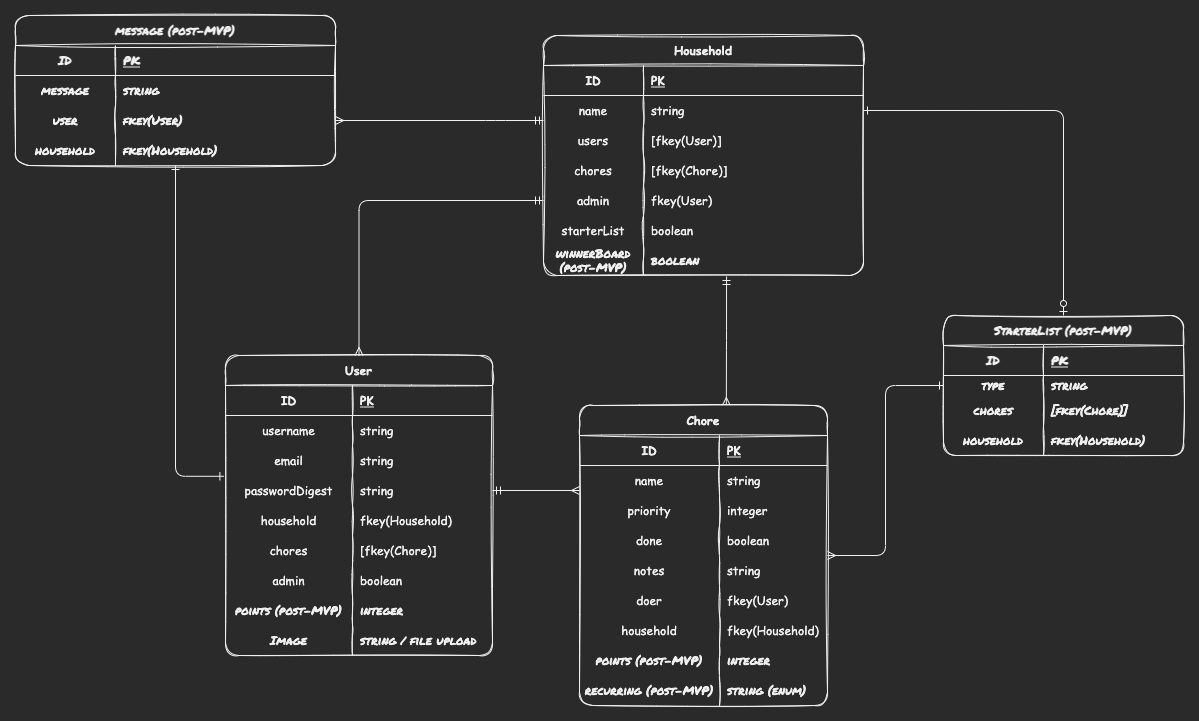 MESSAGE (POST-MVP)
ID PK
MESSAGE STRING
USER FKEY(USER)
HOUSEHOLD FKEY(HOUSEHOLD)
Household
ID PK
name string
users [fkey(User)]
chores [fkey(Chore)]
admin fkey(User)
starterList boolean
WINNERBOARD
(POST-MVP) BOOLEAN
StarterList (POST-MVP)
ID PK
TYPE STRING
CHORES [FKEY(CHORE)]
HOUSEHOLD FKEY(HOUSEHOLD)
User
ID PK
username string
email string
passwordDigest string
household fkey(Household)
chores [fkey(Chore)]
admin boolean
POINTS (POST-MVP) INTEGER
IMAGE STRING / FILE UPLOAD
Chore
ID PK
name string
priority integer
done boolean
notes string
doer fkey(User)
household fkey(Household)
POINTS (POST-MVP) INTEGER
RECURRING (POST-MVP) STRING (ENUM)